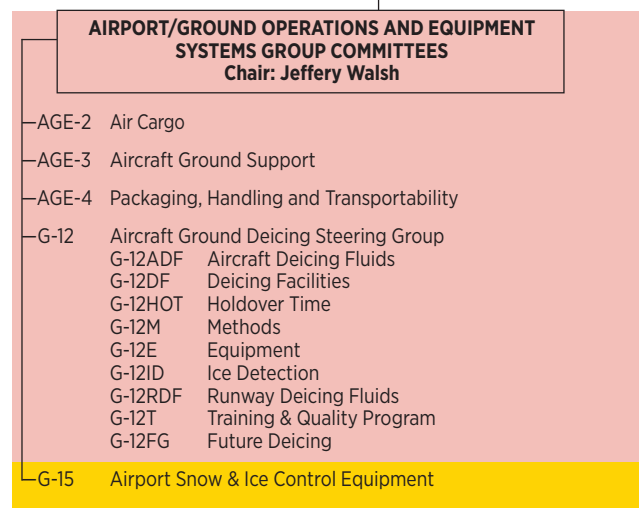 AIRPORT/GROUND OPERATIONS AND EQUIPMENT
SYSTEMS GROUP COMMITTEES
Chair: Jeffery Walsh
AGE-2 Air Cargo
AGE-3 Aircraft Ground Support
AGE-4 Packaging, Handling and Transportability
G-12 Aircraft Ground Deicing Steering Group
G-12ADF Aircraft Deicing Fluids
G-12DF Deicing Facilities
G-12HOT Holdover Time
G-12M Methods
G-12E Equipment
G-12ID Ice Detection
G-12RDF Runway Deicing Fluids
G-12T Training & Quality Program
G-12FG Future Deicing
G-15 Airport Snow & Ice Control Equipment